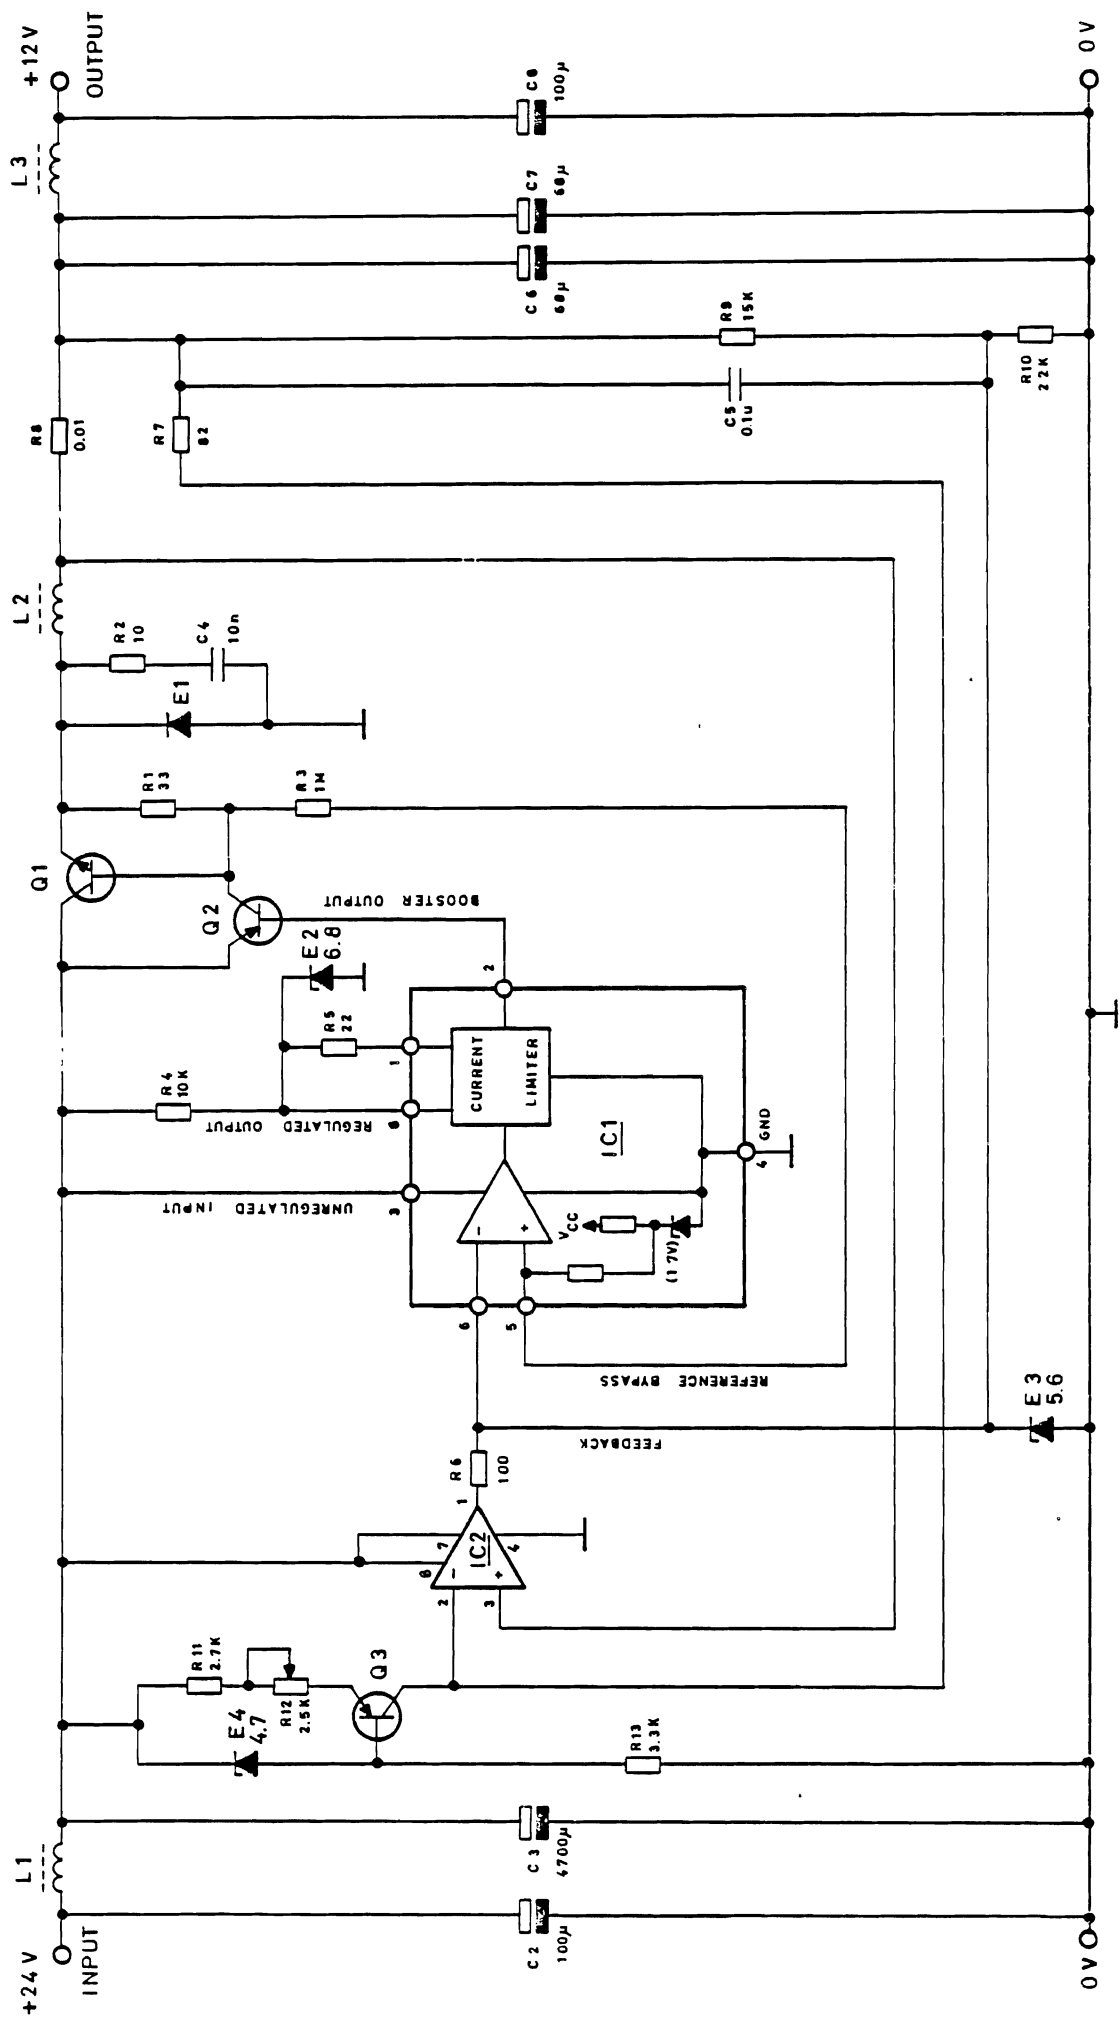 +24V
INPUT
L1
C2
100µ
C3
4700µ
0V
E4
4.7
R11
2.7K
R12
2.5K
Q3
R13
3.3K
IC2
2
3
8
7
4
1
-
+
R6
100
FEEDBACK
E3
5.6
REFERENCE BYPASS
6
5
-
+
VCC
(1.7V)
IC1
4
GND
UNREGULATED INPUT
3
REGULATED OUTPUT
8
1
CURRENT
LIMITER
2
BOOSTER OUTPUT
R4
10K
R5
22
E2
6.8
Q2
Q1
R1
33
R3
1M
E1
R2
10
C4
10n
L2
R8
0.01
R7
82
C5
0.1u
R9
15K
R10
22K
C6
68µ
C7
68µ
C8
100µ
L3
+12V
OUTPUT
0V